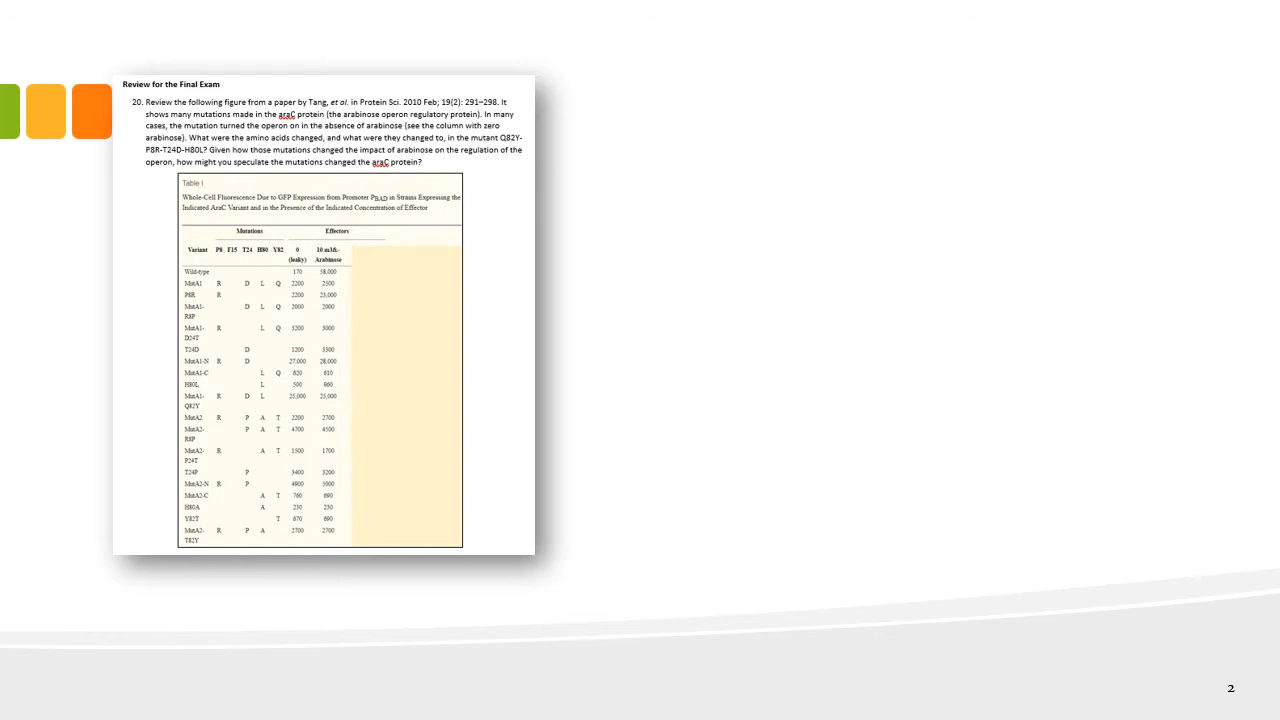 Review for the Final Exam
20. Review the following figure from a paper by Tang, et al. in Protein Sci. 2010 Feb; 19(2): 291–298. It
shows many mutations made in the araC protein (the arabinose operon regulatory protein). In many
cases, the mutation turned the operon on in the absence of arabinose (see the column with zero
arabinose). What were the amino acids changed, and what were they changed to, in the mutant Q82Y-
P8R-T24D-H80L? Given how those mutations changed the impact of arabinose on the regulation of the
operon, how might you speculate the mutations changed the araC protein?
Table I
Whole-Cell Fluorescence Due to GFP Expression from Promoter PBAD in Strains Expressing the
Indicated AraC Variant and in the Presence of the Indicated Concentration of Effector
Mutations Effectors
Variant P8 F15 T24 H80 Y82 0 10 mM L-
(leaky) Arabinose
Wild-type 170 58,000
MutA1 R D L Q 2200 2500
P8R R 2200 23,000
MutA1- D L Q 2000 2000
R8P
MutA1- R L Q 3200 3000
D24T
T24D D 1200 3300
MutA1-N R D 27,000 28,000
MutA1-C L Q 620 610
H80L L 500 960
MutA1- R D L 25,000 25,000
Q82Y
MutA2 R P A T 2200 2700
MutA2- P A T 4700 4500
R8P
MutA2- R A T 1500 1700
P24T
T24P P 3400 3200
MutA2-N R P 4900 5000
MutA2-C A T 760 690
H80A A 230 230
Y82T T 670 690
MutA2- R P A 2700 2700
T82Y
2